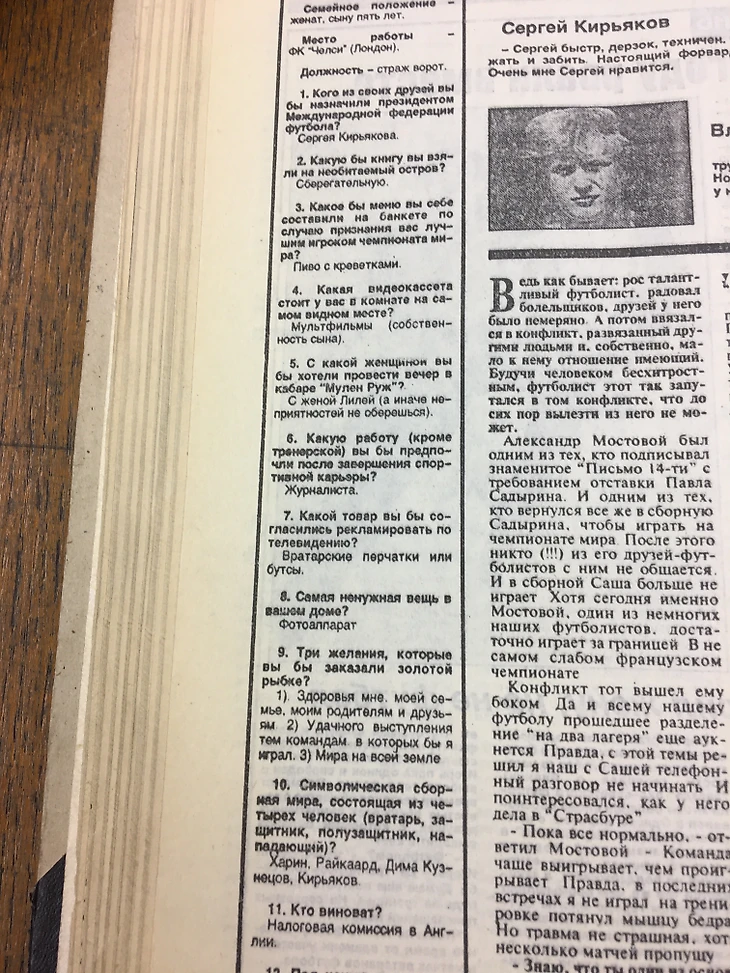 Семейное положение –
женат, сыну пять лет.
Место работы –
ФК "Челси" (Лондон).
Должность – страж ворот.
1. Кого из своих друзей вы
бы назначили президентом
Международной федерации
футбола?
Сергея Кирьякова.
2. Какую бы книгу вы взя-
ли на необитаемый остров?
Сберегательную.
3. Какое бы меню вы себе
составили на банкете по
случаю признания вас луч-
шим игроком чемпионата ми-
ра?
Пиво с креветками.
4. Какая видеокассета
стоит у вас в комнате на са-
мом видном месте?
Мультфильмы (собствен-
ность сына).
5. С какой женщиной вы
бы хотели провести вечер в
кабаре "Мулен Руж"?
С женой Лилей (а иначе не-
приятностей не оберешься).
6. Какую работу (кроме
тренерской) вы бы предпо-
чли после завершения спор-
тивной карьеры?
Журналиста.
7. Какой товар вы бы со-
гласились рекламировать по
телевидению?
Вратарские перчатки или
бутсы.
8. Самая ненужная вещь в
вашем доме?
Фотоаппарат
9. Три желания, которые
вы бы заказали золотой
рыбке?
1). Здоровья мне, моей се-
мье, моим родителям и друзь-
ям. 2) Удачного выступления
тем командам, в которых бы я
играл. 3) Мира на всей земле
10. Символическая сбор-
ная мира, состоящая из че-
тырех человек (вратарь, за-
щитник, полузащитник, на-
падающий)?
Харин, Райкаард, Дима Куз-
нецов, Кирьяков.
11. Кто виноват?
Налоговая комиссия в Анг-
лии.
Сергей Кирьяков
– Сергей быстр, дерзок, техничен.
жать и забить. Настоящий форвард
Очень мне Сергей нравится.
Вл
тру
Но
у н
Ведь как бывает: рос талант-
ливый футболист, радовал
болельщиков, друзей у него
было немеряно. А потом ввязал-
ся в конфликт, развязанный дру-
гими людьми и, собственно, ма-
ло к нему отношение имеющий.
Будучи человеком бесхитрост-
ным, футболист этот так запу-
тался в том конфликте, что до
сих пор вылезти из него не мо-
жет.
Александр Мостовой был
одним из тех, кто подписывал
знаменитое "Письмо 14-ти" с
требованием отставки Павла
Садырина. И одним из тех,
кто вернулся все же в сборную
Садырина, чтобы играть на
чемпионате мира. После этого
никто (!!!) из его друзей-фут-
болистов с ним не общается.
И в сборной Саша больше не
играет Хотя сегодня именно
Мостовой, один из немногих
наших футболистов, доста-
точно играет за границей В не
самом слабом французском
чемпионате
Конфликт тот вышел ему
боком Да и всему нашему
футболу прошедшее разделе-
ние "на два лагеря" еще аук-
нется Правда, с этой темы ре-
шил я наш с Сашей телефон-
ный разговор не начинать И
поинтересовался, как у него
дела в "Страсбуре"
- Пока все нормально, - от-
ветил Мостовой - Команда
чаще выигрывает, чем проиг-
рывает Правда, в последних
встречах я не играл на трени
ровке потянул мышцу бедра
Но травма не страшная, хот
несколько матчей пропущу
- Знаю, что ты один из